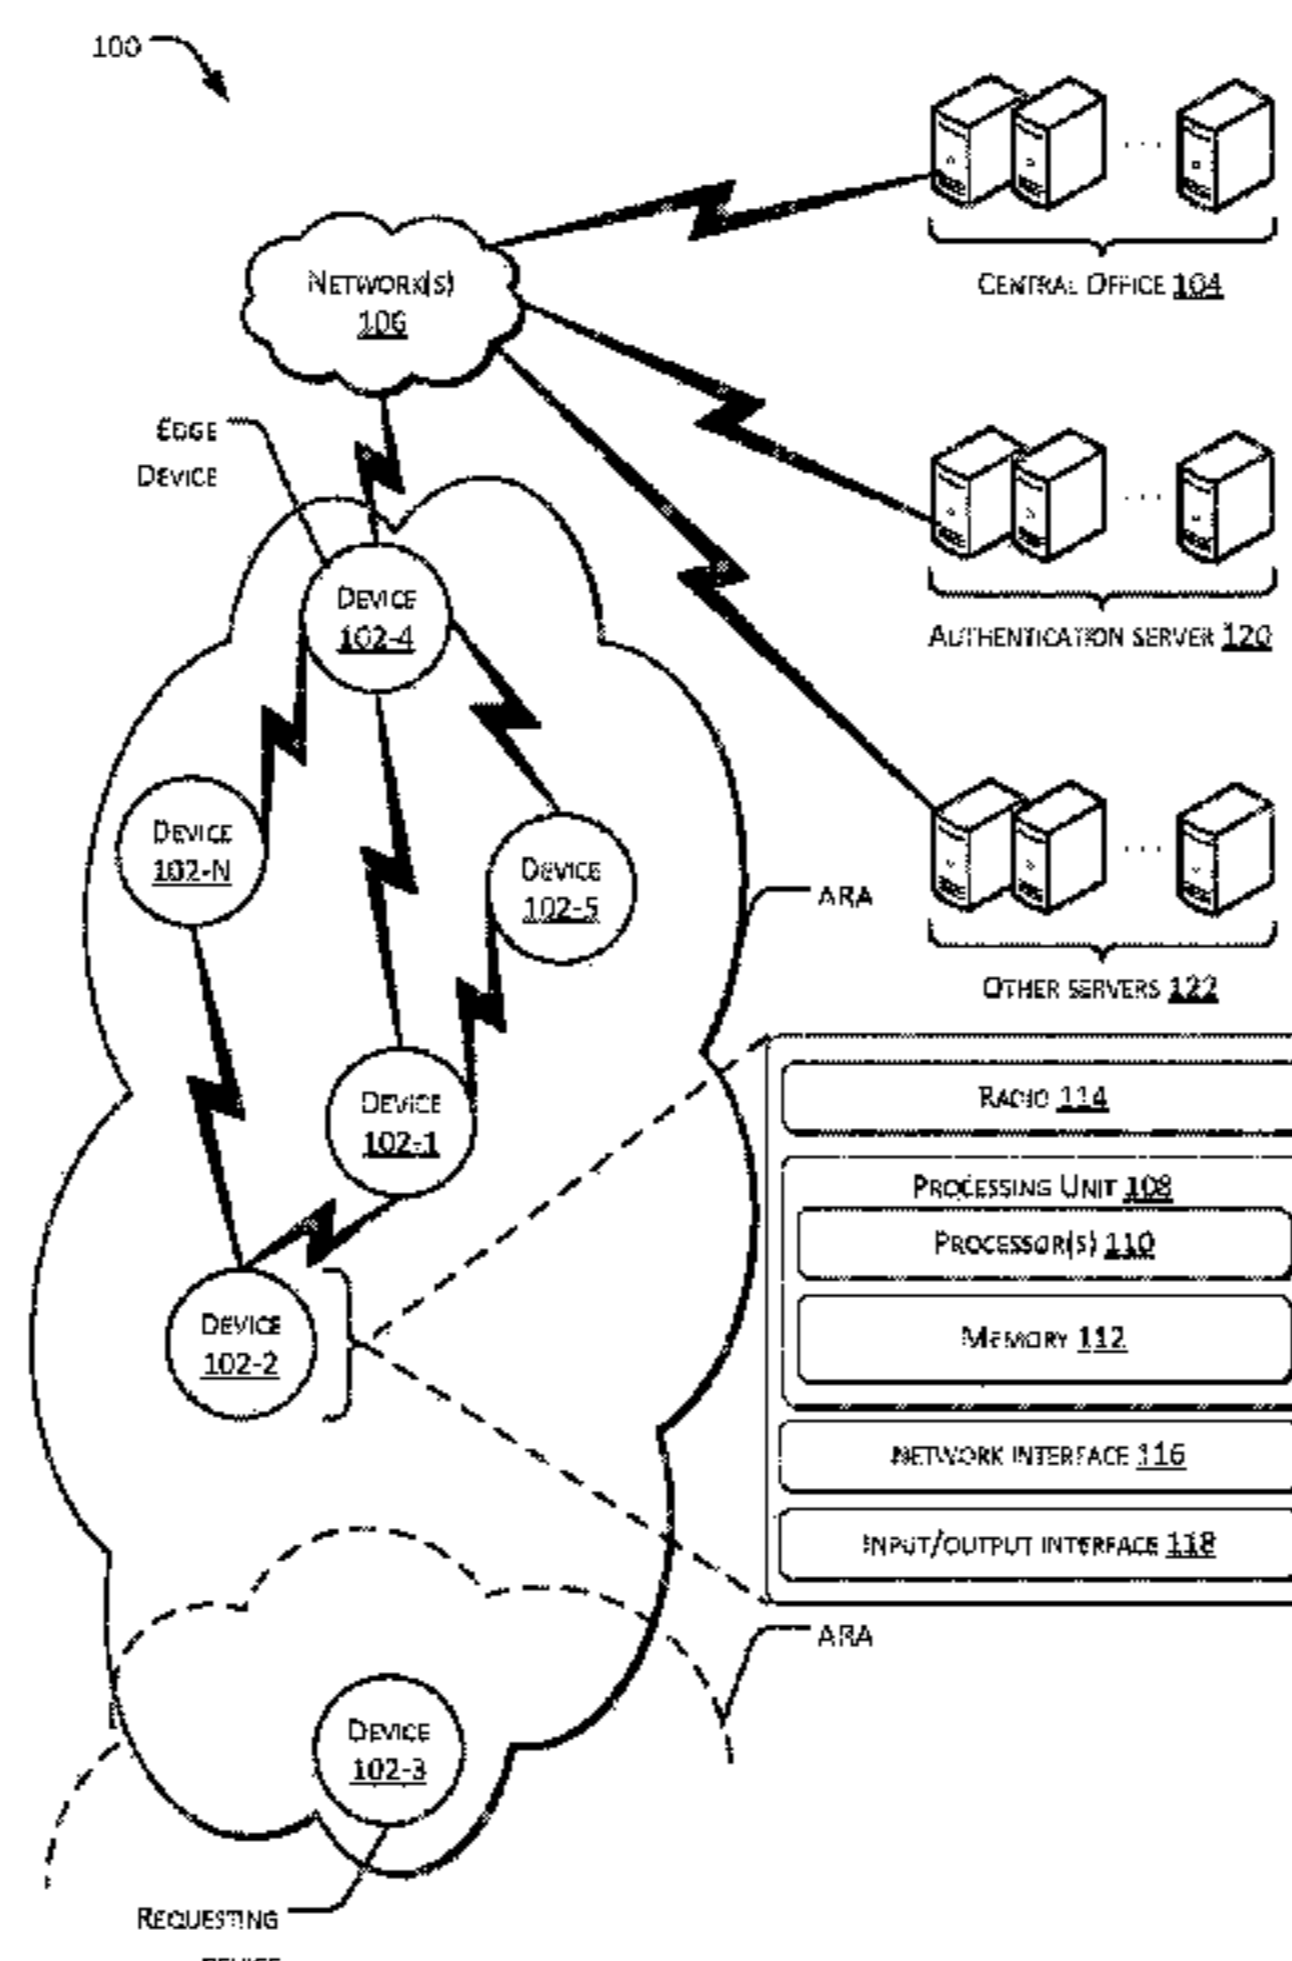 100
CENTRAL OFFICE 104
NETWORK(S)
106
EDGE
DEVICE
DEVICE
102-4
AUTHENTICATION SERVER 120
DEVICE
102-N
DEVICE
102-5
ARA
OTHER SERVERS 122
DEVICE
102-1
RADIO 114
PROCESSING UNIT 108
PROCESSOR(S) 110
MEMORY 112
DEVICE
102-2
NETWORK INTERFACE 116
INPUT/OUTPUT INTERFACE 118
ARA
DEVICE
102-3
REQUESTING